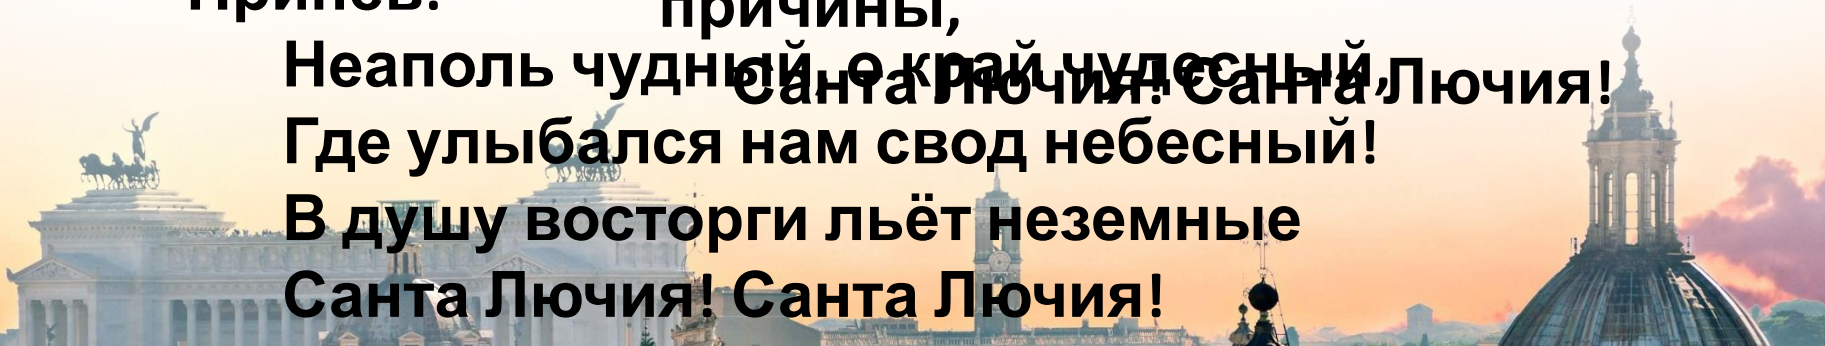 Припев:
причины,
Неаполь чудный, о край чудесный,
Санта Лючия! Санта Лючия!
Где улыбался нам свод небесный!
В душу восторги льёт неземные
Санта Лючия! Санта Лючия!